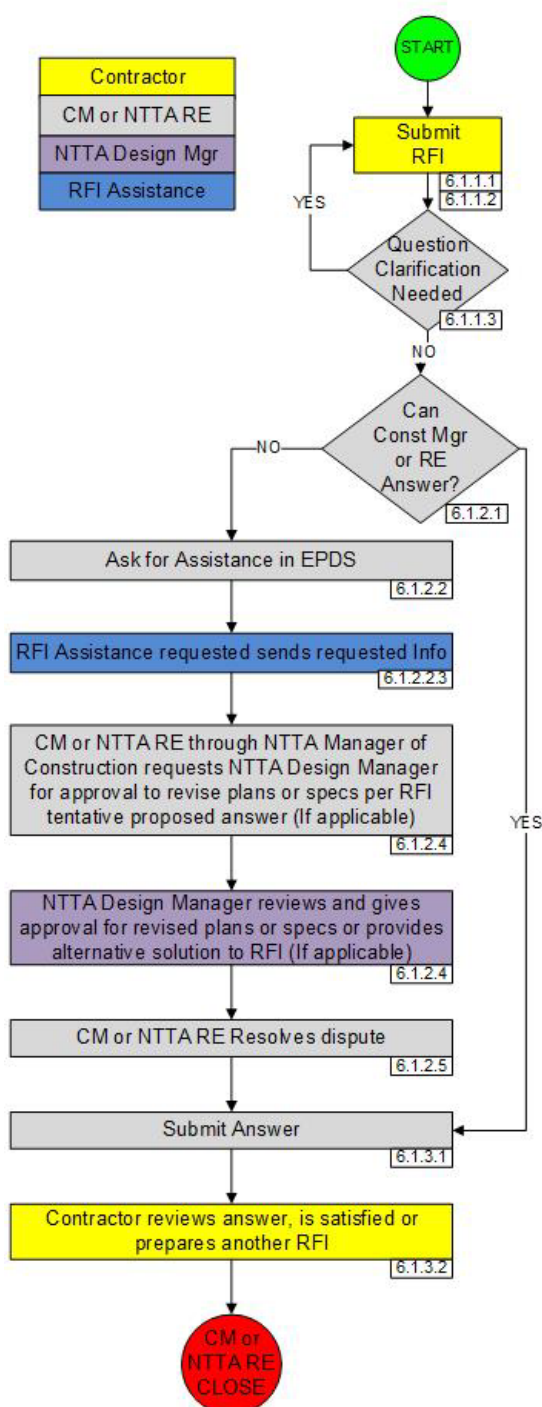 START
Contractor
CM or NTTA RE
NTTA Design Mgr
RFI Assistance
Submit
RFI
6.1.1.1
6.1.1.2
YES
Question
Clarification
Needed
6.1.1.3
NO
Can
Const Mgr
or RE
Answer?
6.1.2.1
NO
Ask for Assistance in EPDS
6.1.2.2
RFI Assistance requested sends requested Info
6.1.2.2.3
CM or NTTA RE through NTTA Manager of
Construction requests NTTA Design Manager
for approval to revise plans or specs per RFI
tentative proposed answer (If applicable)
6.1.2.4
YES
NTTA Design Manager reviews and gives
approval for revised plans or specs or provides
alternative solution to RFI (If applicable)
6.1.2.4
CM or NTTA RE Resolves dispute
6.1.2.5
Submit Answer
6.1.3.1
Contractor reviews answer, is satisfied or
prepares another RFI
6.1.3.2
CM or
NTTA RE
CLOSE